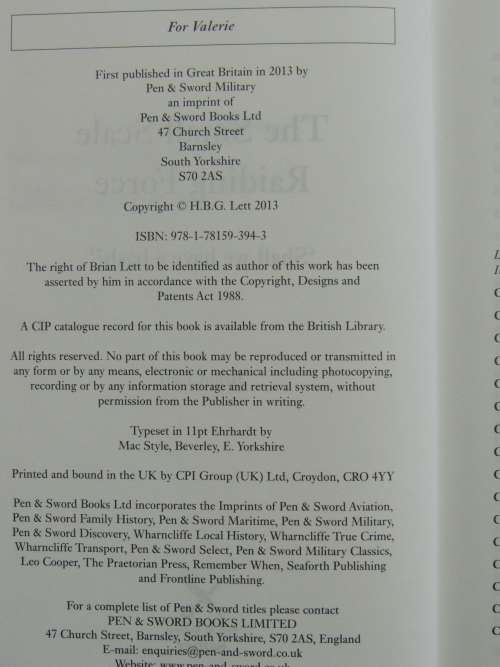 For Valerie
First published in Great Britain in 2013 by
Pen & Sword Military
an imprint of
Pen & Sword Books Ltd
47 Church Street
Barnsley
South Yorkshire
S70 2AS
Copyright © H.B.G. Lett 2013
ISBN: 978-1-78159-394-3
The right of Brian Lett to be identified as author of this work has been
asserted by him in accordance with the Copyright, Designs and
Patents Act 1988.
A CIP catalogue record for this book is available from the British Library.
All rights reserved. No part of this book may be reproduced or transmitted in
any form or by any means, electronic or mechanical including photocopying,
recording or by any information storage and retrieval system, without
permission from the Publisher in writing.
Typeset in 11pt Ehrhardt by
Mac Style, Beverley, E. Yorkshire
Printed and bound in the UK by CPI Group (UK) Ltd, Croydon, CRO 4YY
Pen & Sword Books Ltd incorporates the Imprints of Pen & Sword Aviation,
Pen & Sword Family History, Pen & Sword Maritime, Pen & Sword Military,
Pen & Sword Discovery, Wharncliffe Local History, Wharncliffe True Crime,
Wharncliffe Transport, Pen & Sword Select, Pen & Sword Military Classics,
Leo Cooper, The Praetorian Press, Remember When, Seaforth Publishing
and Frontline Publishing.
For a complete list of Pen & Sword titles please contact
PEN & SWORD BOOKS LIMITED
47 Church Street, Barnsley, South Yorkshire, S70 2AS, England
E-mail: enquiries@pen-and-sword.co.uk
Website: www.pen-and-sword.co.uk